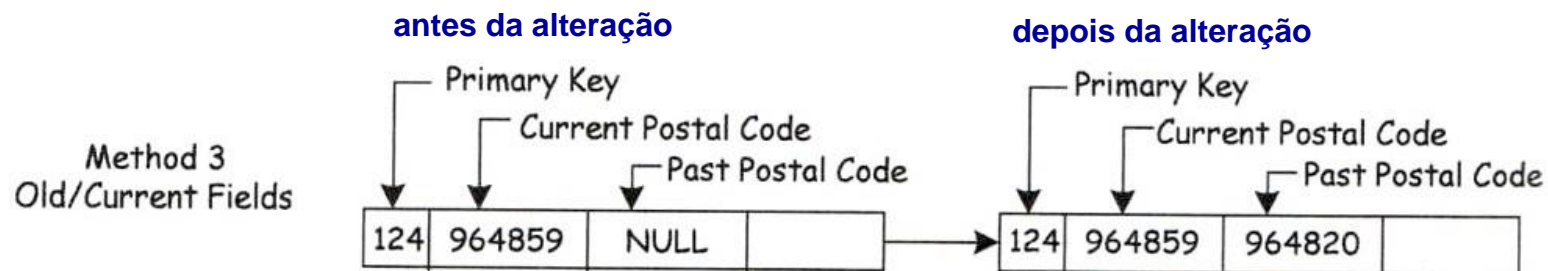 antes da alteração
depois da alteração
Primary Key
Primary Key
Current Postal Code
Current Postal Code
Past Postal Code
Past Postal Code
Method 3
Old/Current Fields
124 964859 NULL
124 964859 964820